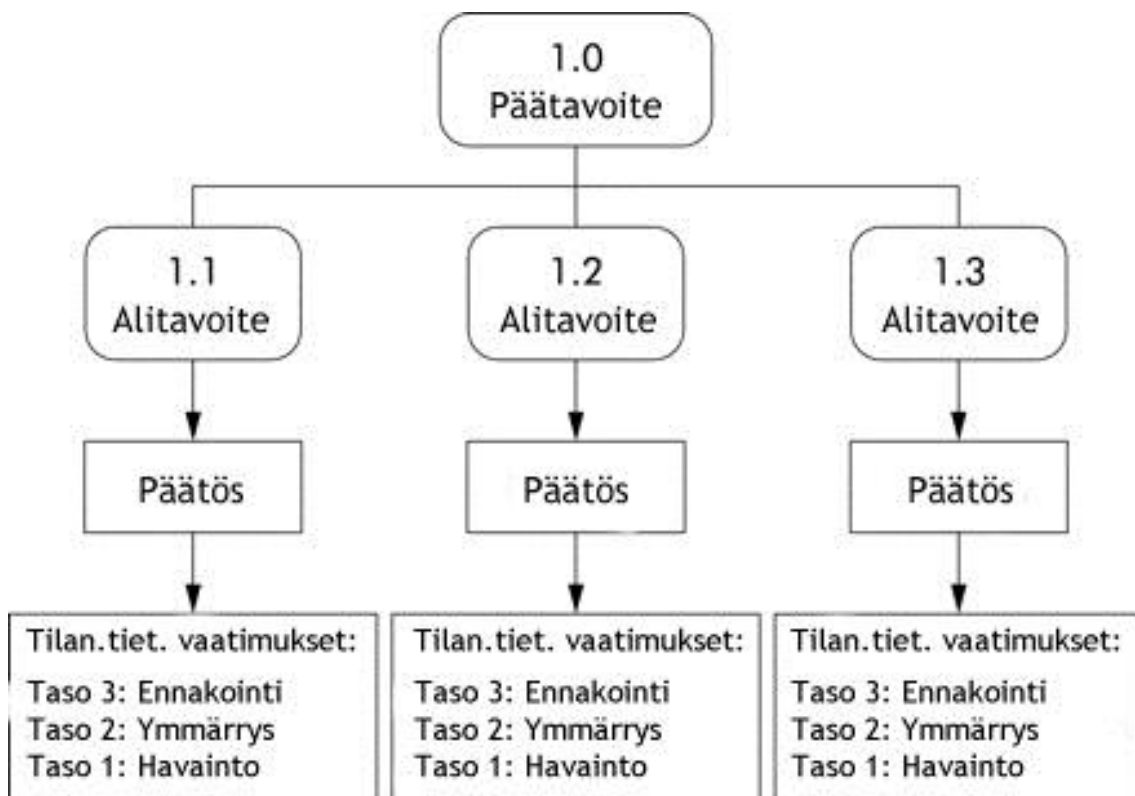 1.0
Päätavoite
1.1
Alitavoite
1.2
Alitavoite
1.3
Alitavoite
Päätös
Päätös
Päätös
Tilan.tiet. vaatimukset:
Taso 3: Ennakointi
Taso 2: Ymmärrys
Taso 1: Havainto
Tilan.tiet. vaatimukset:
Taso 3: Ennakointi
Taso 2: Ymmärrys
Taso 1: Havainto
Tilan.tiet. vaatimukset:
Taso 3: Ennakointi
Taso 2: Ymmärrys
Taso 1: Havainto